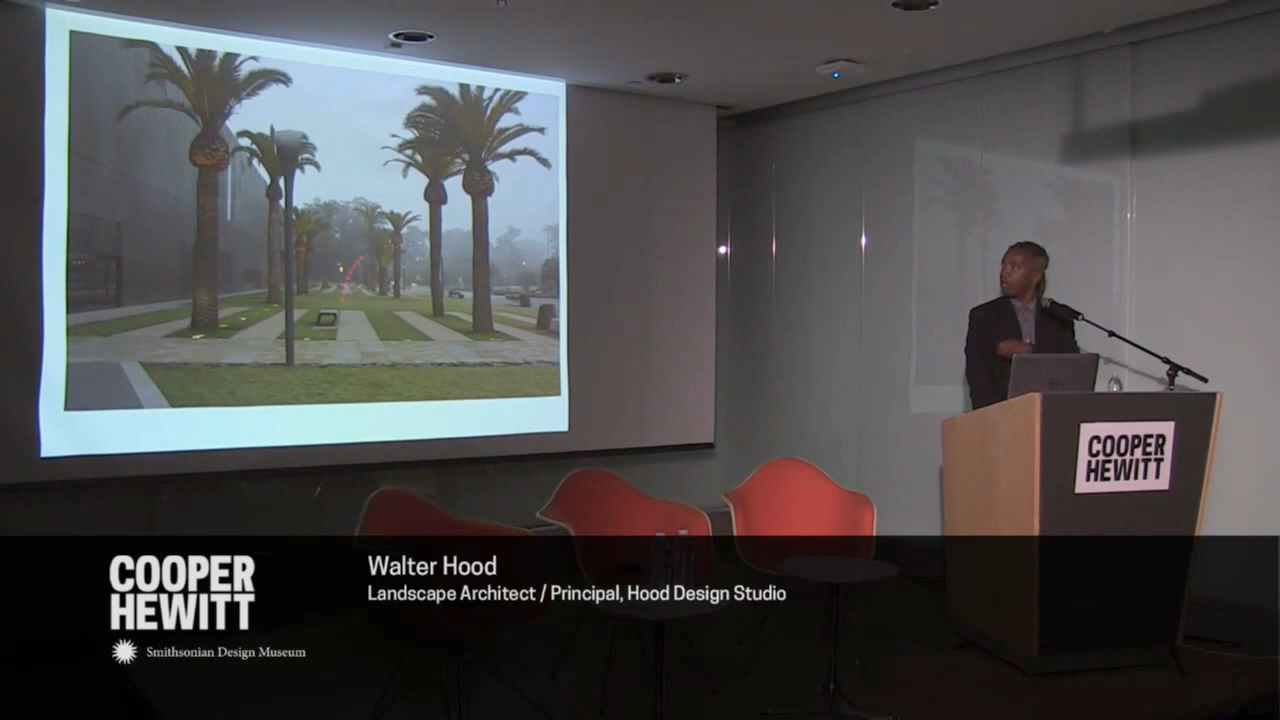 COOPER
HEWITT
COOPER
HEWITT
Smithsonian Design Museum
Walter Hood
Landscape Architect / Principal, Hood Design Studio